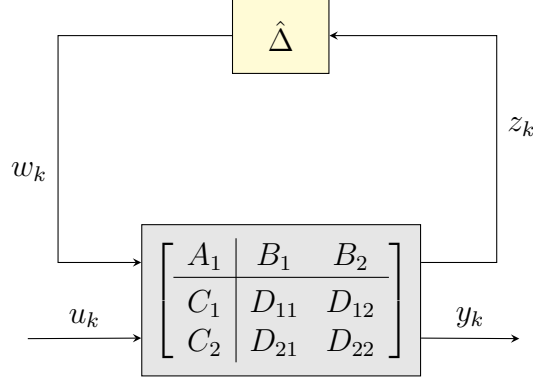 Δ̂
z_k
w_k
A_1 B_1 B_2
C_1 D_11 D_12
u_k y_k
C_2 D_21 D_22